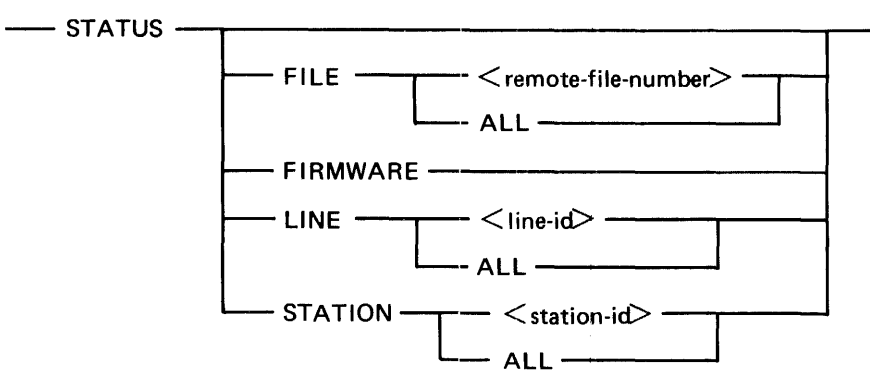 STATUS
FILE <remote-file-number>
ALL
FIRMWARE
LINE <line-id>
ALL
STATION <station-id>
ALL